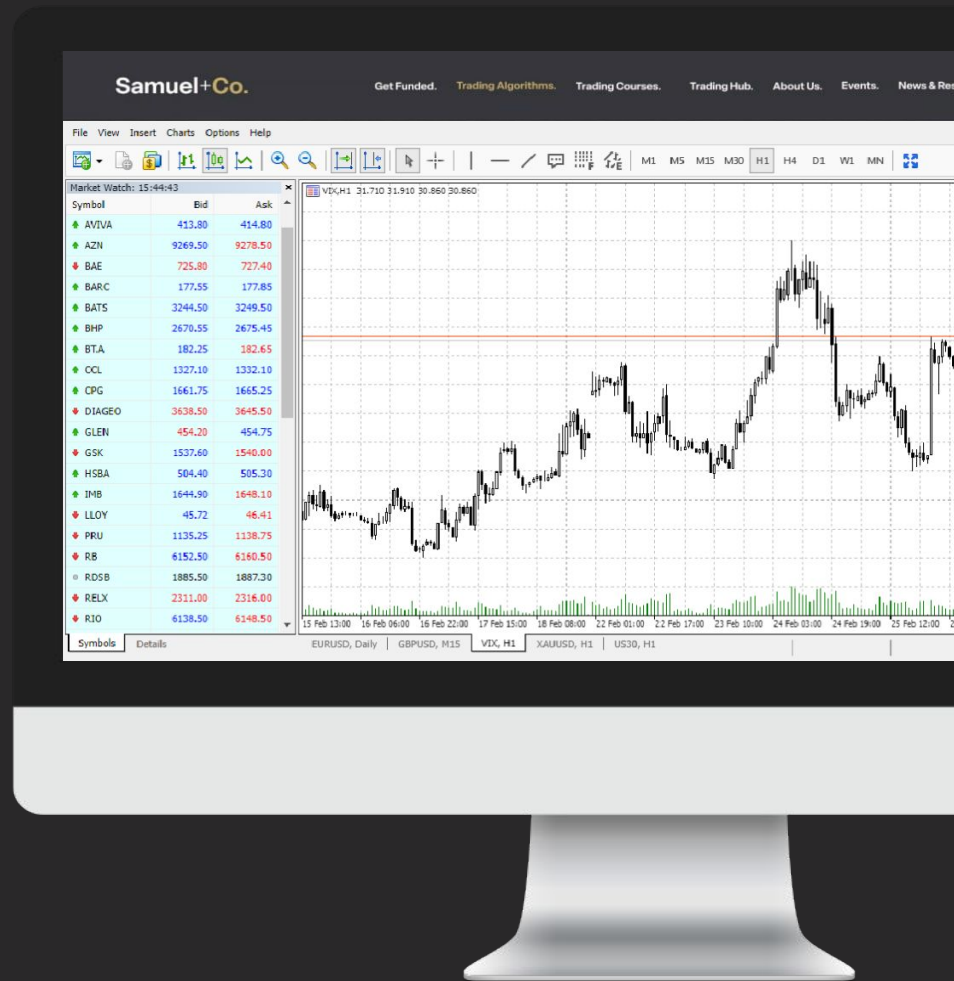 Samuel+Co.
Get Funded. Trading Algorithms. Trading Courses. Trading Hub. About Us. Events. News & Res
File View Insert Charts Options Help
F E M1 M5 M15 M30 H1 H4 D1 W1 MN
Market Watch: 15:44:43
Symbol Bid Ask
AVIVA 413.80 414.80
AZN 9269.50 9278.50
BAE 725.80 727.40
BARC 177.55 177.85
BATS 3244.50 3249.50
BHP 2670.55 2675.45
BT.A 182.25 182.65
CCL 1327.10 1332.10
CPG 1661.75 1665.25
DIAGEO 3638.50 3645.50
GLEN 454.20 454.75
GSK 1537.60 1540.00
HSBA 504.40 505.30
IMB 1644.90 1648.10
LLOY 45.72 46.41
PRU 1135.25 1138.75
RB 6152.50 6160.50
RDSB 1885.50 1887.30
RELX 2311.00 2316.00
RIO 6138.50 6148.50
Symbols Details
VIX,H1 31.710 31.910 30.860 30.860
15 Feb 13:00 16 Feb 06:00 16 Feb 22:00 17 Feb 15:00 18 Feb 08:00 22 Feb 01:00 22 Feb 17:00 23 Feb 10:00 24 Feb 03:00 24 Feb 19:00 25 Feb 12:00 2
EURUSD, Daily GBPUSD, M15 VIX, H1 XAUUSD, H1 US30, H1